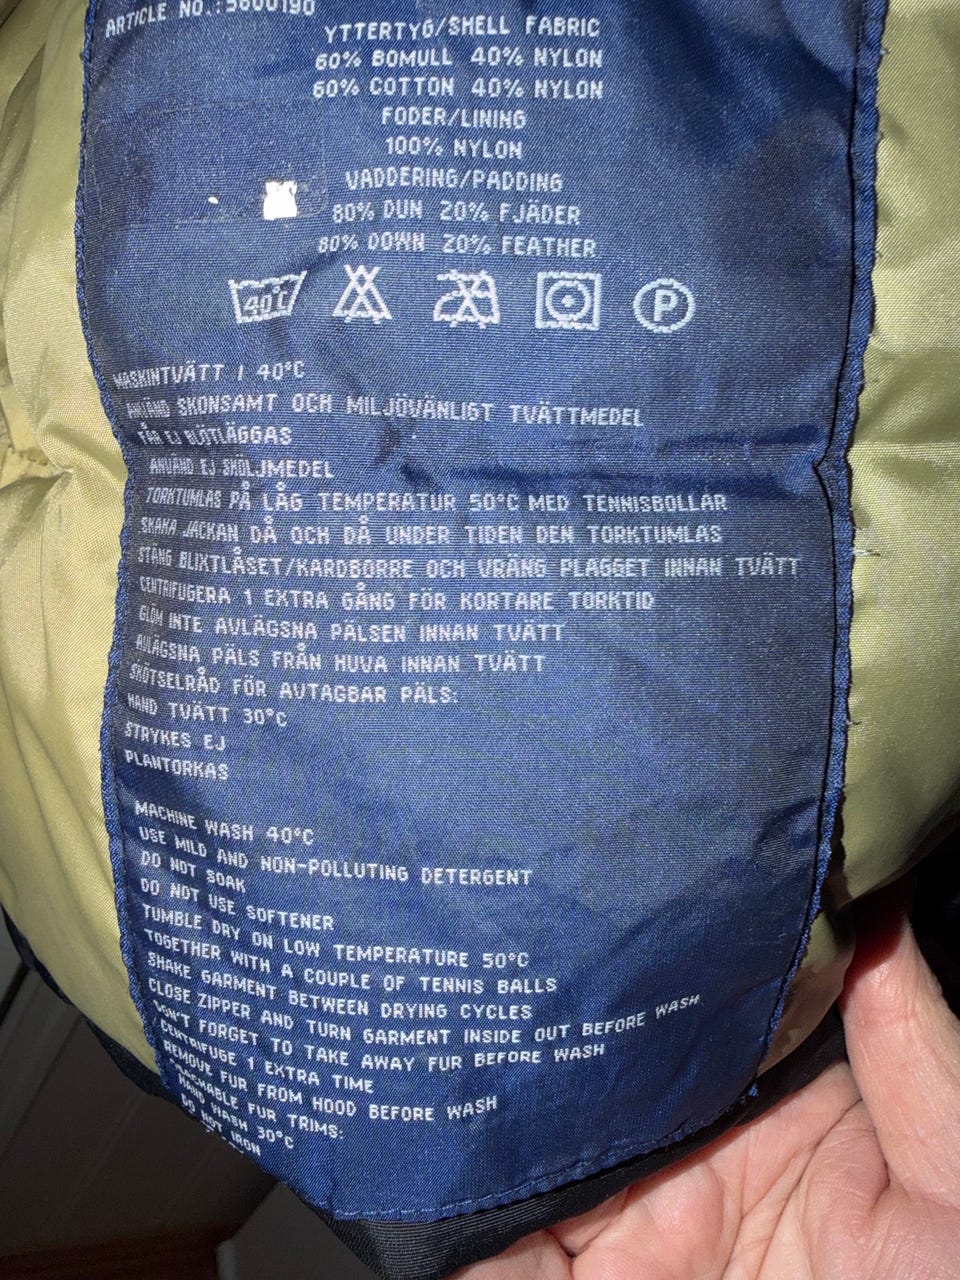 ARTICLE NO.:5600190
YTTERTYG/SHELL FABRIC
60% BOMULL 40% NYLON
60% COTTON 40% NYLON
FODER/LINING
100% NYLON
VADDERING/PADDING
80% DUN 20% FJÄDER
80% DOWN 20% FEATHER
40°C P
MASKINTVÄTT / 40°C
ANVÄND SKONSAMT OCH MILJÖVÄNLIGT TVÄTTMEDEL
FÅR EJ BLÖTLÄGGAS
ANVÄND EJ SKÖLJMEDEL
TORKTUMLAS PÅ LÅG TEMPERATUR 50°C MED TENNISBOLLAR
SKAKA JACKAN DÅ OCH DÅ UNDER TIDEN DEN TORKTUMLAS
STÄNG BLIXTLÅSET/KARDBORRE OCH VRÄNG PLAGGET INNAN TVÄTT
CENTRIFUGERA 1 EXTRA GÅNG FÖR KORTARE TORKTID
GLÖM INTE AVLÄGSNA PÄLSEN INNAN TVÄTT
AVLÄGSNA PÄLS FRÅN HUVA INNAN TVÄTT
SKÖTSELRÅD FÖR AVTAGBAR PÄLS:
HAND TVÄTT 30°C
STRYKES EJ
PLANTORKAS
MACHINE WASH 40°C
USE MILD AND NON-POLLUTING DETERGENT
DO NOT SOAK
DO NOT USE SOFTENER
TUMBLE DRY ON LOW TEMPERATURE 50°C
TOGETHER WITH A COUPLE OF TENNIS BALLS
SHAKE GARMENT BETWEEN DRYING CYCLES
CLOSE ZIPPER AND TURN GARMENT INSIDE OUT BEFORE WASH
DON'T FORGET TO TAKE AWAY FUR BEFORE WASH
CENTRIFUGE 1 EXTRA TIME
REMOVE FUR FROM HOOD BEFORE WASH
FUR TRIMS:
HAND WASH 30°C
DO NOT IRON